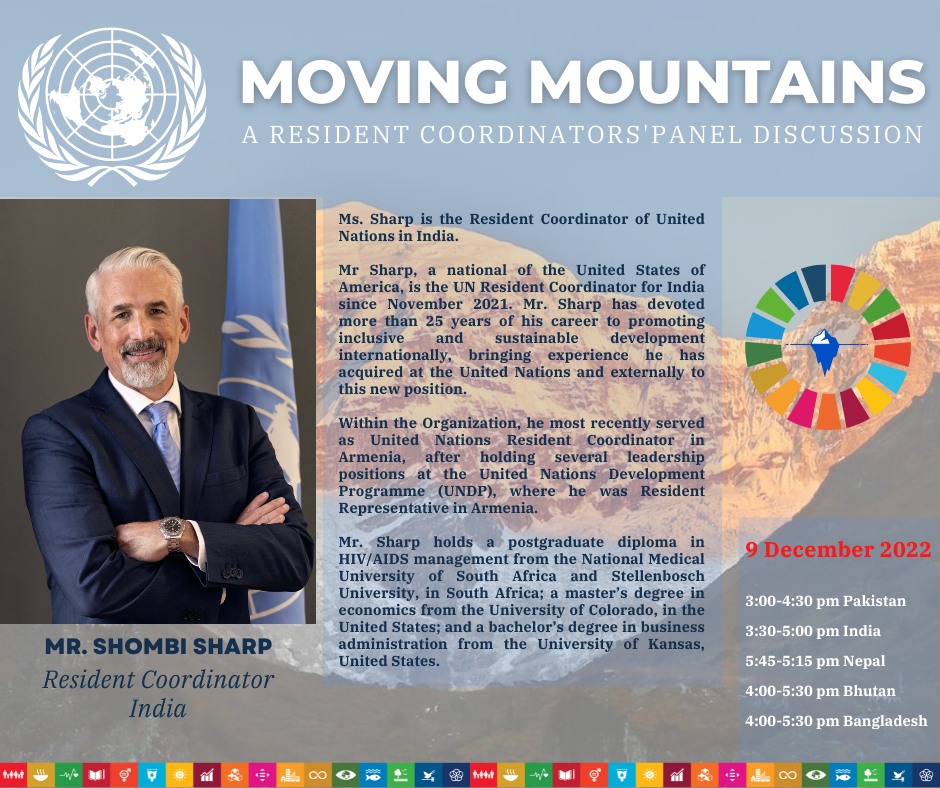 MOVING MOUNTAINS
A RESIDENT COORDINATORS'PANEL DISCUSSION
Ms. Sharp is the Resident Coordinator of United
Nations in India.
Mr Sharp, a national of the United States of
America, is the UN Resident Coordinator for India
since November 2021. Mr. Sharp has devoted
more than 25 years of his career to promoting
inclusive and sustainable development
internationally, bringing experience he has
acquired at the United Nations and externally to
this new position.
Within the Organization, he most recently served
as United Nations Resident Coordinator in
Armenia, after holding several leadership
positions at the United Nations Development
Programme (UNDP), where he was Resident
Representative in Armenia.
Mr. Sharp holds a postgraduate diploma in
HIV/AIDS management from the National Medical
University of South Africa and Stellenbosch
University, in South Africa; a master's degree in
economics from the University of Colorado, in the
United States; and a bachelor's degree in business
administration from the University of Kansas,
United States.
MR. SHOMBI SHARP
Resident Coordinator
India
9 December 2022
3:00-4:30 pm Pakistan
3:30-5:00 pm India
5:45-5:15 pm Nepal
4:00-5:30 pm Bhutan
4:00-5:30 pm Bangladesh